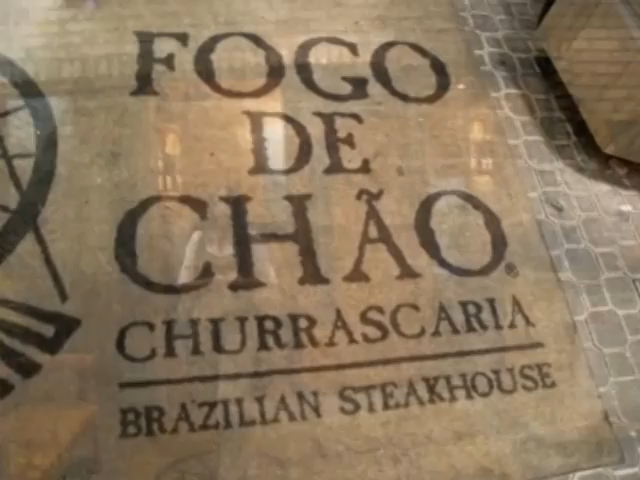 FOGO
DE
CHÃO®
CHURRASCARIA
BRAZILIAN STEAKHOUSE